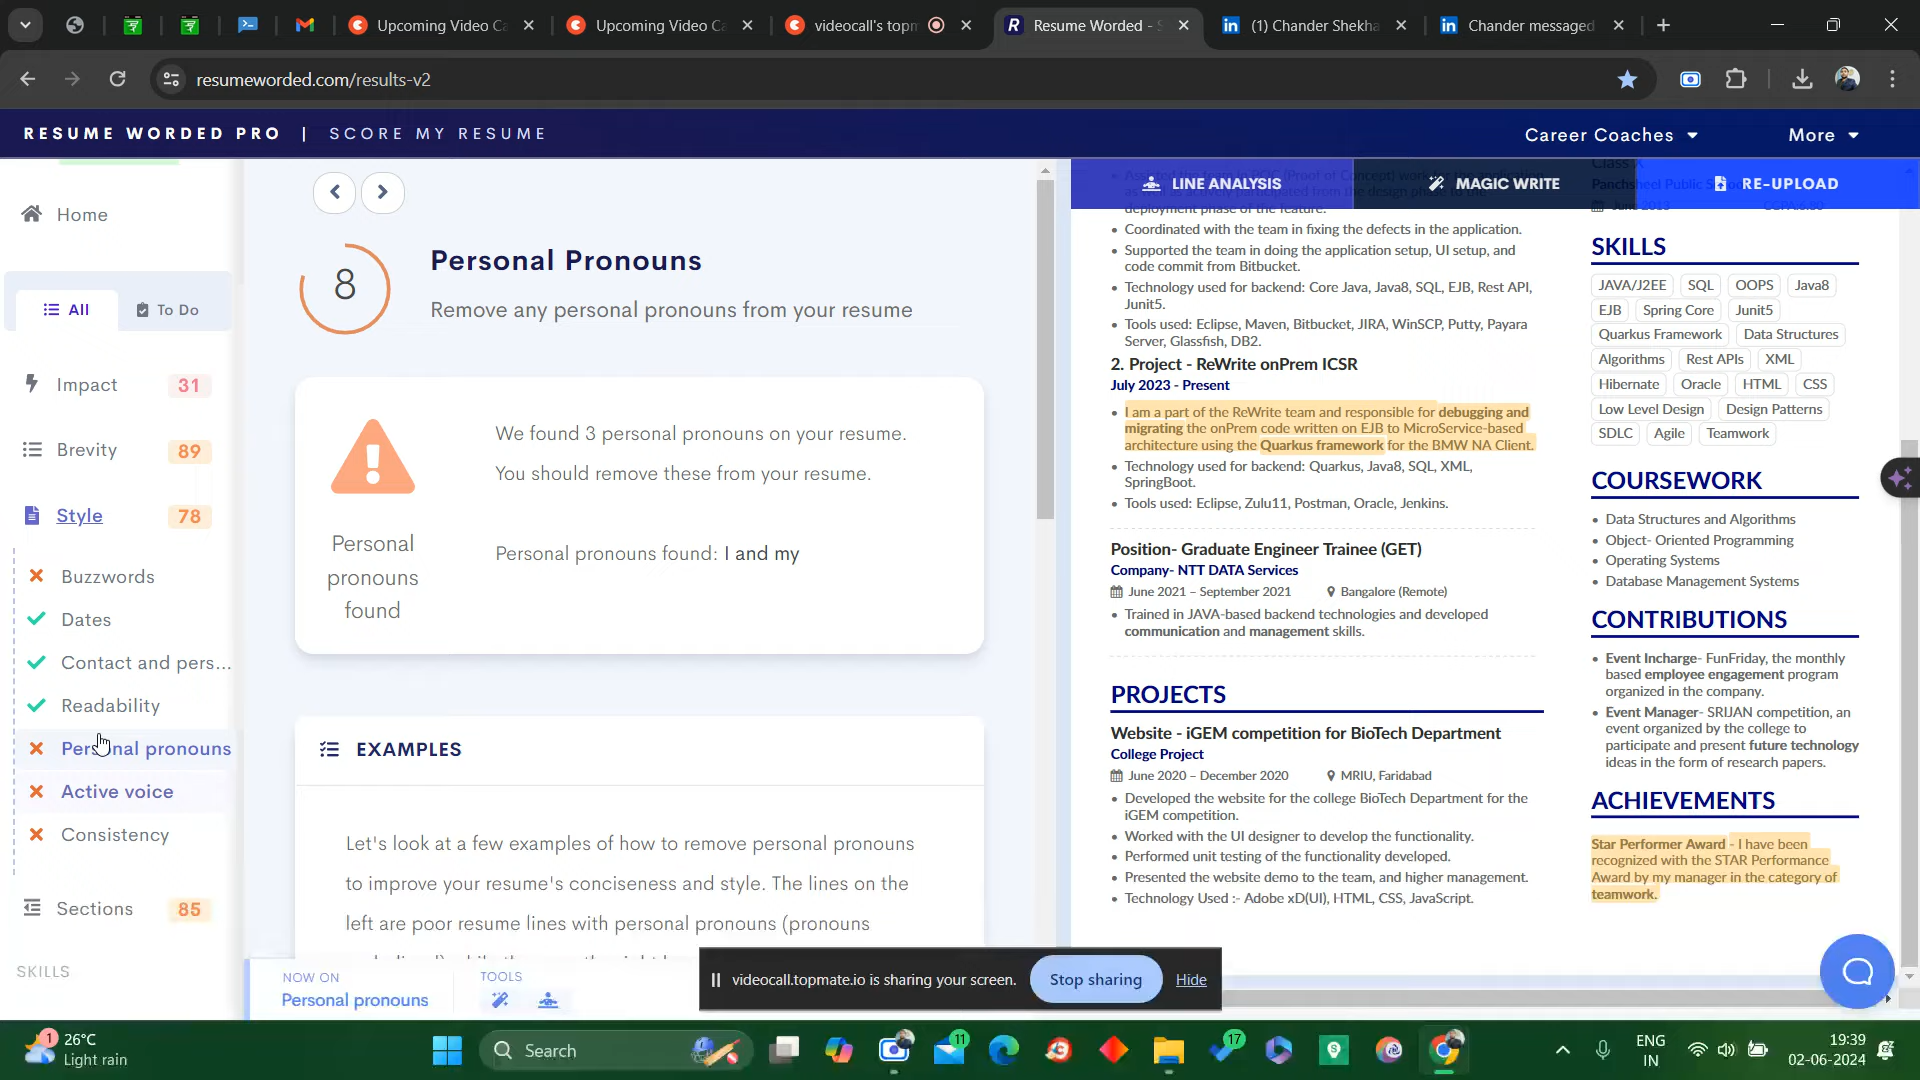 Upcoming Video Ca
Upcoming Video Ca
videocall's topm
Resume Worded - S
(1) Chander Shekha
Chander messaged
resumeworded.com/results-v2
RESUME WORDED PRO | SCORE MY RESUME
Career Coaches
More
Home
All
To Do
Impact 31
Brevity 89
Style 78
Buzzwords
Dates
Contact and pers...
Readability
Personal pronouns
Active voice
Consistency
Sections 85
SKILLS
8
Personal Pronouns
Remove any personal pronouns from your resume
We found 3 personal pronouns on your resume.
You should remove these from your resume.
Personal
pronouns
found
Personal pronouns found: I and my
EXAMPLES
Let's look at a few examples of how to remove personal pronouns
to improve your resume's conciseness and style. The lines on the
left are poor resume lines with personal pronouns (pronouns
NOW ON
Personal pronouns
TOOLS
LINE ANALYSIS
MAGIC WRITE
RE-UPLOAD
deployment phase of the feature.
• Coordinated with the team in fixing the defects in the application.
• Supported the team in doing the application setup, UI setup, and
code commit from Bitbucket.
• Technology used for backend: Core Java, Java8, SQL, EJB, Rest API,
Junit5.
• Tools used: Eclipse, Maven, Bitbucket, JIRA, WinSCP, Putty, Payara
Server, Glassfish, DB2.
2. Project - ReWrite onPrem ICSR
July 2023 - Present
• I am a part of the ReWrite team and responsible for debugging and
migrating the onPrem code written on EJB to MicroService-based
architecture using the Quarkus framework for the BMW NA Client.
• Technology used for backend: Quarkus, Java8, SQL, XML,
SpringBoot.
• Tools used: Eclipse, Zulu11, Postman, Oracle, Jenkins.
Position- Graduate Engineer Trainee (GET)
Company- NTT DATA Services
June 2021 – September 2021
Bangalore (Remote)
• Trained in JAVA-based backend technologies and developed
communication and management skills.
PROJECTS
Website - iGEM competition for BioTech Department
College Project
June 2020 – December 2020
MRIU, Faridabad
• Developed the website for the college BioTech Department for the
iGEM competition.
• Worked with the UI designer to develop the functionality.
• Performed unit testing of the functionality developed.
• Presented the website demo to the team, and higher management.
• Technology Used :- Adobe xD(UI), HTML, CSS, JavaScript.
SKILLS
JAVA/J2EE SQL OOPS Java8
EJB Spring Core Junit5
Quarkus Framework Data Structures
Algorithms Rest APIs XML
Hibernate Oracle HTML CSS
Low Level Design Design Patterns
SDLC Agile Teamwork
COURSEWORK
• Data Structures and Algorithms
• Object- Oriented Programming
• Operating Systems
• Database Management Systems
CONTRIBUTIONS
• Event Incharge- FunFriday, the monthly
based employee engagement program
organized in the company.
• Event Manager- SRIJAN competition, an
event organized by the college to
participate and present future technology
ideas in the form of research papers.
ACHIEVEMENTS
Star Performer Award - I have been
recognized with the STAR Performance
Award by my manager in the category of
teamwork.
videocall.topmate.io is sharing your screen.
Stop sharing
Hide
1
26°C
Light rain
Search
11
17
ENG
IN
19:39
02-06-2024